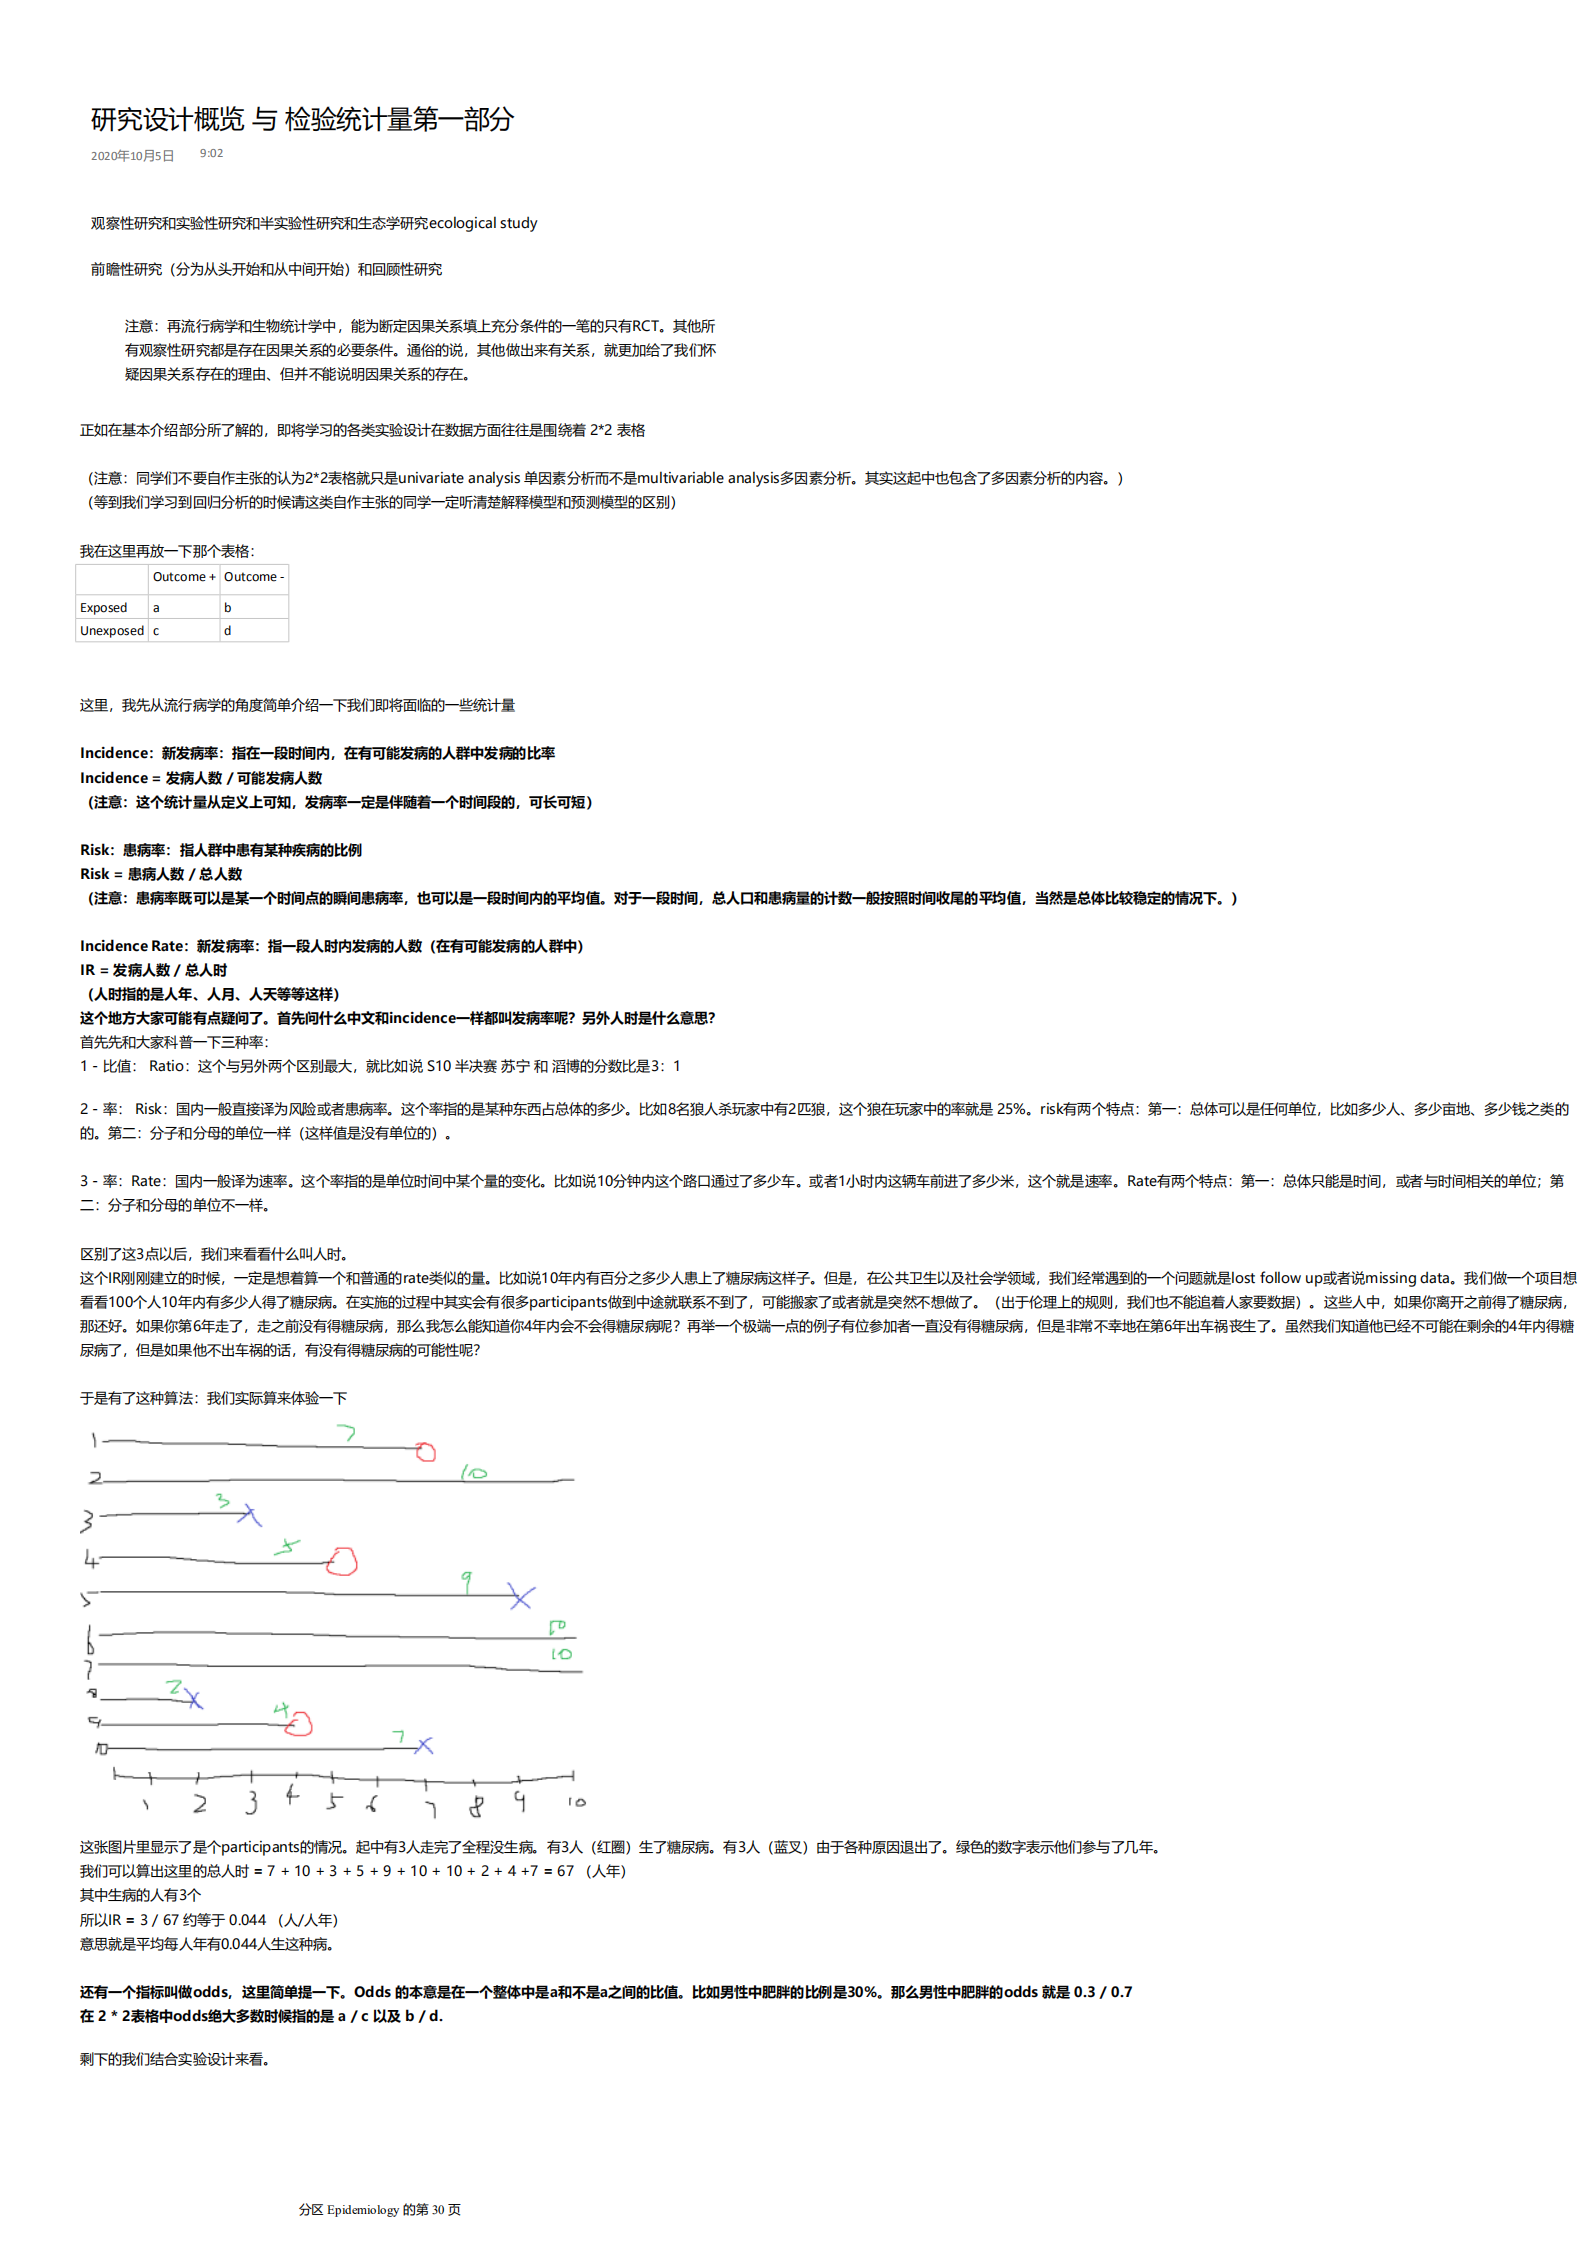 研究设计概览 与 检验统计量第一部分
2020年10月5日 9:02
观察性研究和实验性研究和半实验性研究和生态学研究ecological study
前瞻性研究（分为从头开始和从中间开始）和回顾性研究
注意：再流行病学和生物统计学中，能为断定因果关系填上充分条件的一笔的只有RCT。其他所
有观察性研究都是存在因果关系的必要条件。通俗的说，其他做出来有关系，就更加给了我们怀
疑因果关系存在的理由、但并不能说明因果关系的存在。
正如在基本介绍部分所了解的，即将学习的各类实验设计在数据方面往往是围绕着 2*2 表格
（注意：同学们不要自作主张的认为2*2表格就只是univariate analysis 单因素分析而不是multivariable analysis多因素分析。其实这起中也包含了多因素分析的内容。）
（等到我们学习到回归分析的时候请这类自作主张的同学一定听清楚解释模型和预测模型的区别）
我在这里再放一下那个表格：
Outcome + Outcome -
Exposed a b
Unexposed c d
这里，我先从流行病学的角度简单介绍一下我们即将面临的一些统计量
Incidence：新发病率：指在一段时间内，在有可能发病的人群中发病的比率
Incidence = 发病人数 / 可能发病人数
（注意：这个统计量从定义上可知，发病率一定是伴随着一个时间段的，可长可短）
Risk：患病率：指人群中患有某种疾病的比例
Risk = 患病人数 / 总人数
（注意：患病率既可以是某一个时间点的瞬间患病率，也可以是一段时间内的平均值。对于一段时间，总人口和患病量的计数一般按照时间收尾的平均值，当然是总体比较稳定的情况下。）
Incidence Rate：新发病率：指一段人时内发病的人数（在有可能发病的人群中）
IR = 发病人数 / 总人时
（人时指的是人年、人月、人天等等这样）
这个地方大家可能有点疑问了。首先问什么中文和incidence一样都叫发病率呢？另外人时是什么意思？
首先先和大家科普一下三种率：
1 - 比值： Ratio：这个与另外两个区别最大，就比如说 S10 半决赛 苏宁 和 滔博的分数比是3：1
2 - 率： Risk：国内一般直接译为风险或者患病率。这个率指的是某种东西占总体的多少。比如8名狼人杀玩家中有2匹狼，这个狼在玩家中的率就是 25%。risk有两个特点：第一：总体可以是任何单位，比如多少人、多少亩地、多少钱之类的
的。第二：分子和分母的单位一样（这样值是没有单位的）。
3 - 率：Rate：国内一般译为速率。这个率指的是单位时间中某个量的变化。比如说10分钟内这个路口通过了多少车。或者1小时内这辆车前进了多少米，这个就是速率。Rate有两个特点：第一：总体只能是时间，或者与时间相关的单位；第
二：分子和分母的单位不一样。
区别了这3点以后，我们来看看什么叫人时。
这个IR刚刚建立的时候，一定是想着算一个和普通的rate类似的量。比如说10年内有百分之多少人患上了糖尿病这样子。但是，在公共卫生以及社会学领域，我们经常遇到的一个问题就是lost follow up或者说missing data。我们做一个项目想
看看100个人10年内有多少人得了糖尿病。在实施的过程中其实会有很多participants做到中途就联系不到了，可能搬家了或者就是突然不想做了。（出于伦理上的规则，我们也不能追着人家要数据）。这些人中，如果你离开之前得了糖尿病，
那还好。如果你第6年走了，走之前没有得糖尿病，那么我怎么能知道你4年内会不会得糖尿病呢？再举一个极端一点的例子有位参加者一直没有得糖尿病，但是非常不幸地在第6年出车祸丧生了。虽然我们知道他已经不可能在剩余的4年内得糖
尿病了，但是如果他不出车祸的话，有没有得糖尿病的可能性呢？
于是有了这种算法：我们实际算来体验一下
1 7
2 10
3 3
4 5
5 9
6 10
7 10
8 2
9 4
10 7
1 2 3 4 5 6 7 8 9 10
这张图片里显示了是个participants的情况。起中有3人走完了全程没生病。有3人（红圈）生了糖尿病。有3人（蓝叉）由于各种原因退出了。绿色的数字表示他们参与了几年。
我们可以算出这里的总人时 = 7 + 10 + 3 + 5 + 9 + 10 + 10 + 2 + 4 +7 = 67 （人年）
其中生病的人有3个
所以IR = 3 / 67 约等于 0.044 （人/人年）
意思就是平均每人年有0.044人生这种病。
还有一个指标叫做odds，这里简单提一下。Odds 的本意是在一个整体中是a和不是a之间的比值。比如男性中肥胖的比例是30%。那么男性中肥胖的odds 就是 0.3 / 0.7
在 2 * 2表格中odds绝大多数时候指的是 a / c 以及 b / d.
剩下的我们结合实验设计来看。
分区 Epidemiology 的第 30 页